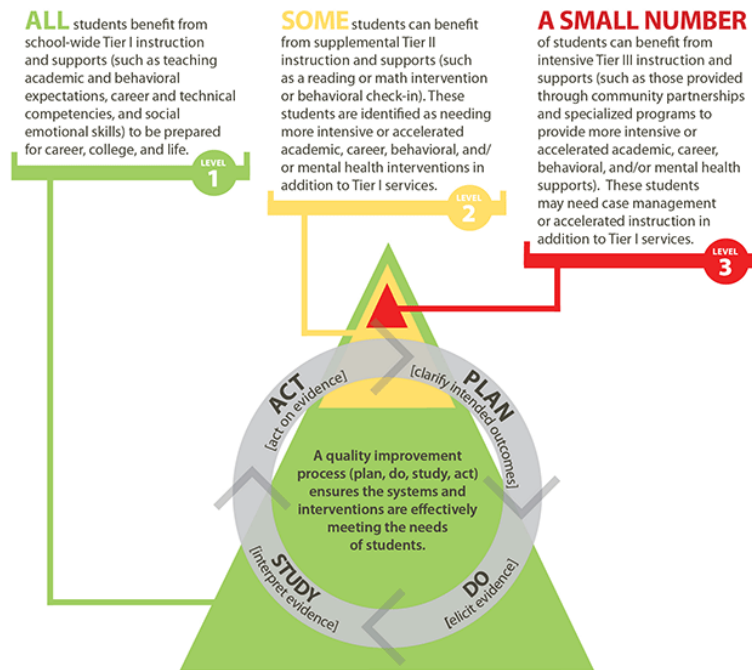 ALL students benefit from
school-wide Tier I instruction
and supports (such as teaching
academic and behavioral
expectations, career and technical
competencies, and social
emotional skills) to be prepared
for career, college, and life.
LEVEL
1
SOME students can benefit
from supplemental Tier II
instruction and supports (such
as a reading or math intervention
or behavioral check-in). These
students are identified as needing
more intensive or accelerated
academic, career, behavioral, and/
or mental health interventions in
addition to Tier I services.
LEVEL
2
A SMALL NUMBER
of students can benefit from
intensive Tier III instruction and
supports (such as those provided
through community partnerships
and specialized programs to
provide more intensive or
accelerated academic, career,
behavioral, and/or mental health
supports). These students
may need case management
or accelerated instruction in
addition to Tier I services.
LEVEL
3
ACT
[act on evidence]
PLAN
[clarify intended outcomes]
A quality improvement
process (plan, do, study, act)
ensures the systems and
interventions are effectively
meeting the needs
of students.
STUDY
[interpret evidence]
DO
[elicit evidence]